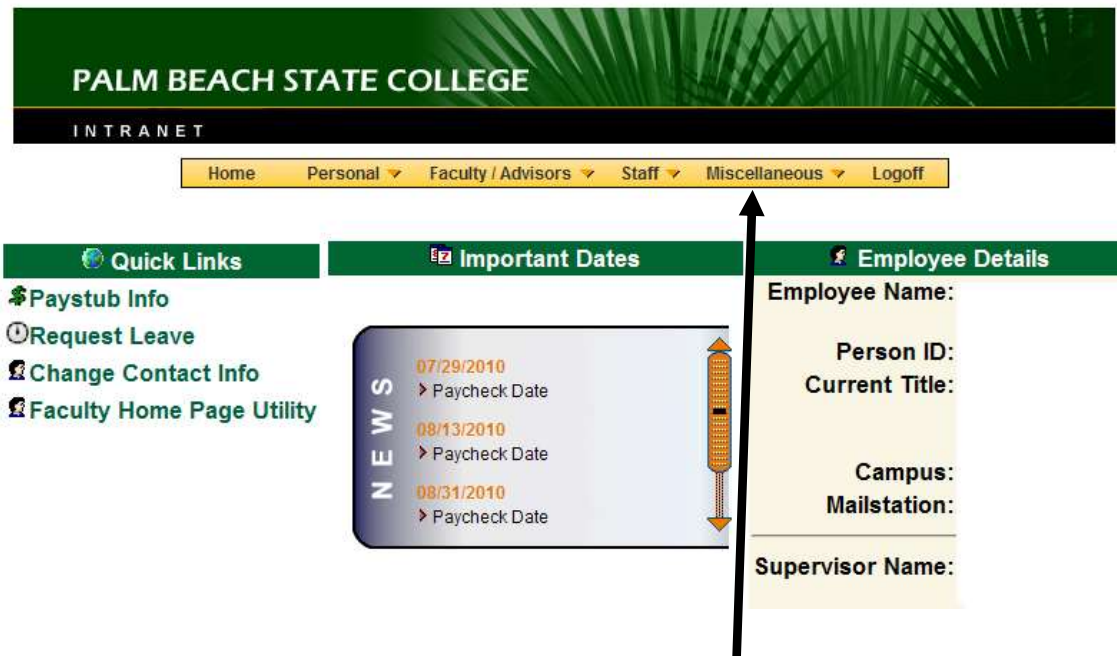 PALM BEACH STATE COLLEGE
INTRANET
Home Personal Faculty / Advisors Staff Miscellaneous Logoff
Quick Links
Paystub Info
Request Leave
Change Contact Info
Faculty Home Page Utility
Important Dates
NEWS
07/29/2010
Paycheck Date
08/13/2010
Paycheck Date
08/31/2010
Paycheck Date
Employee Details
Employee Name:
Person ID:
Current Title:
Campus:
Mailstation:
Supervisor Name: